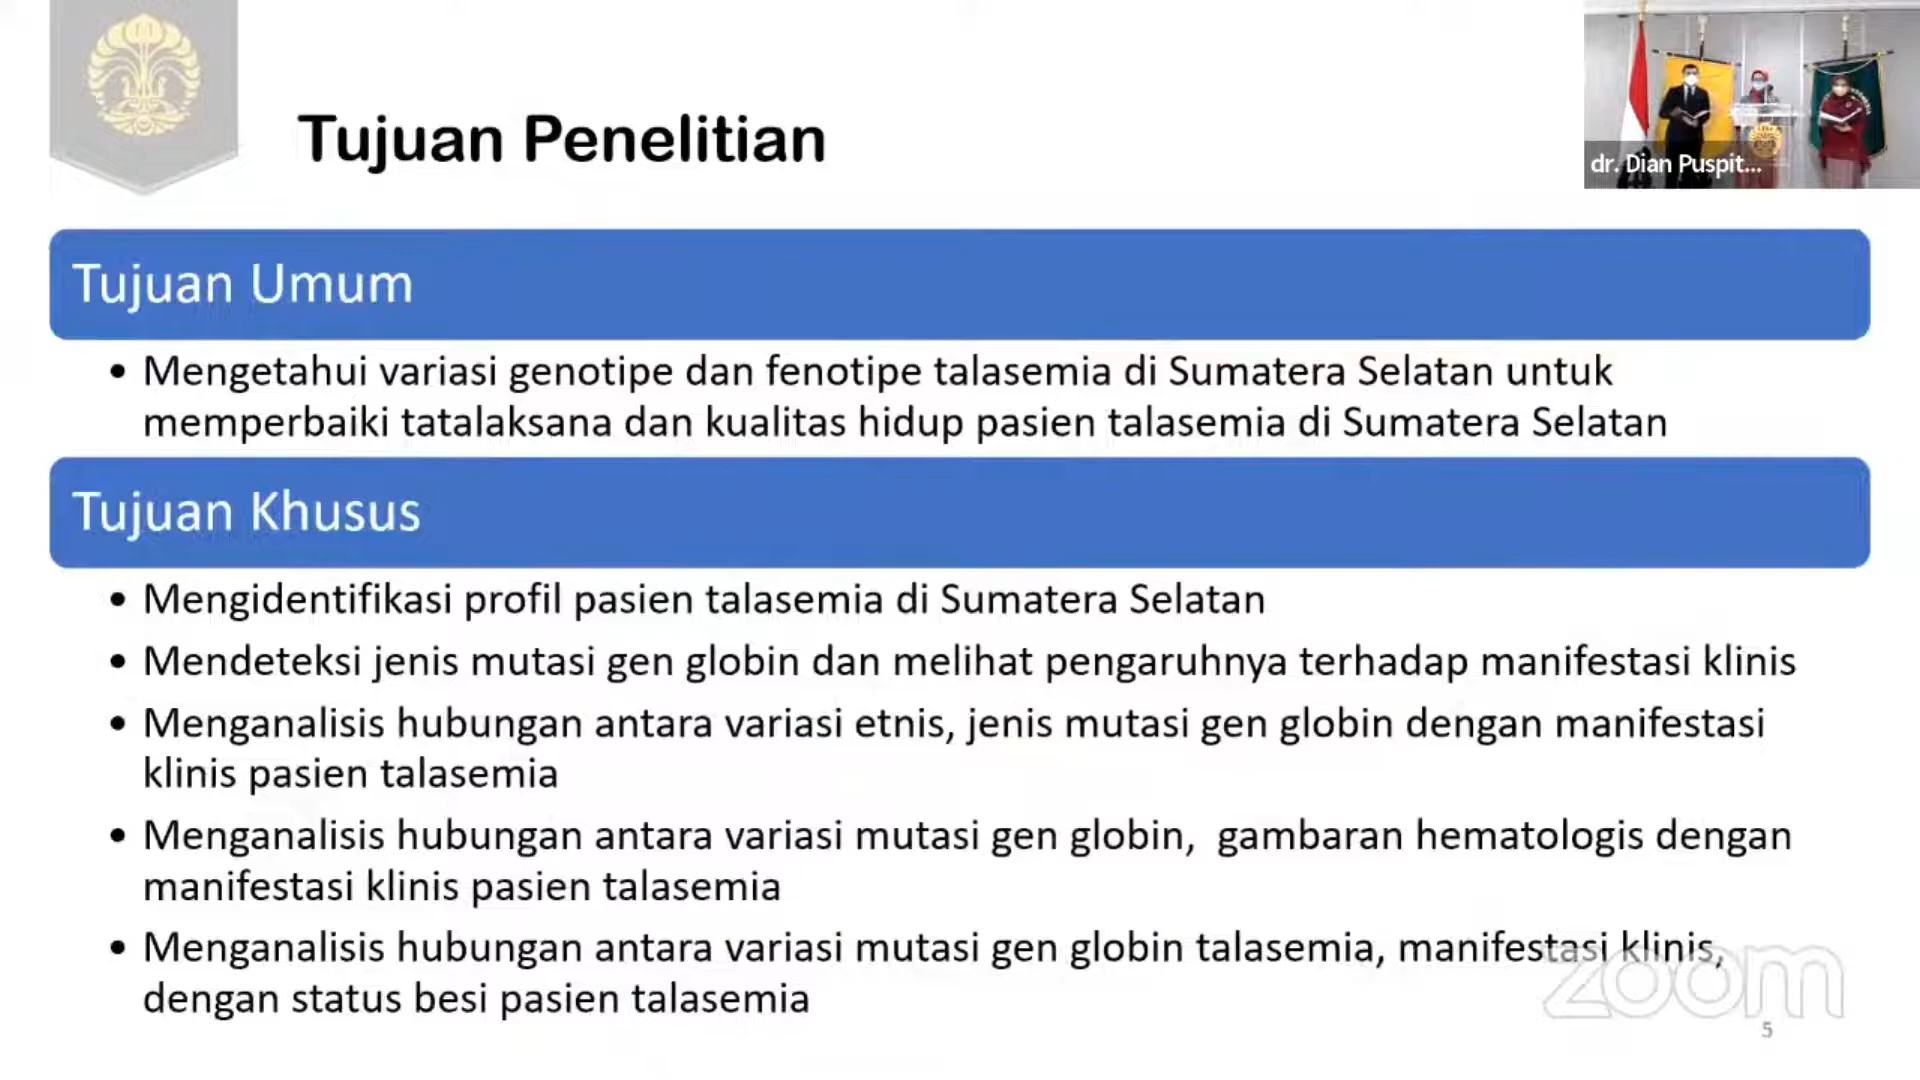 Tujuan Penelitian
dr. Dian Puspit...
Tujuan Umum
• Mengetahui variasi genotipe dan fenotipe talasemia di Sumatera Selatan untuk
memperbaiki tatalaksana dan kualitas hidup pasien talasemia di Sumatera Selatan
Tujuan Khusus
• Mengidentifikasi profil pasien talasemia di Sumatera Selatan
• Mendeteksi jenis mutasi gen globin dan melihat pengaruhnya terhadap manifestasi klinis
• Menganalisis hubungan antara variasi etnis, jenis mutasi gen globin dengan manifestasi
klinis pasien talasemia
• Menganalisis hubungan antara variasi mutasi gen globin,  gambaran hematologis dengan
manifestasi klinis pasien talasemia
• Menganalisis hubungan antara variasi mutasi gen globin talasemia, manifestasi klinis,
dengan status besi pasien talasemia
zoom
5